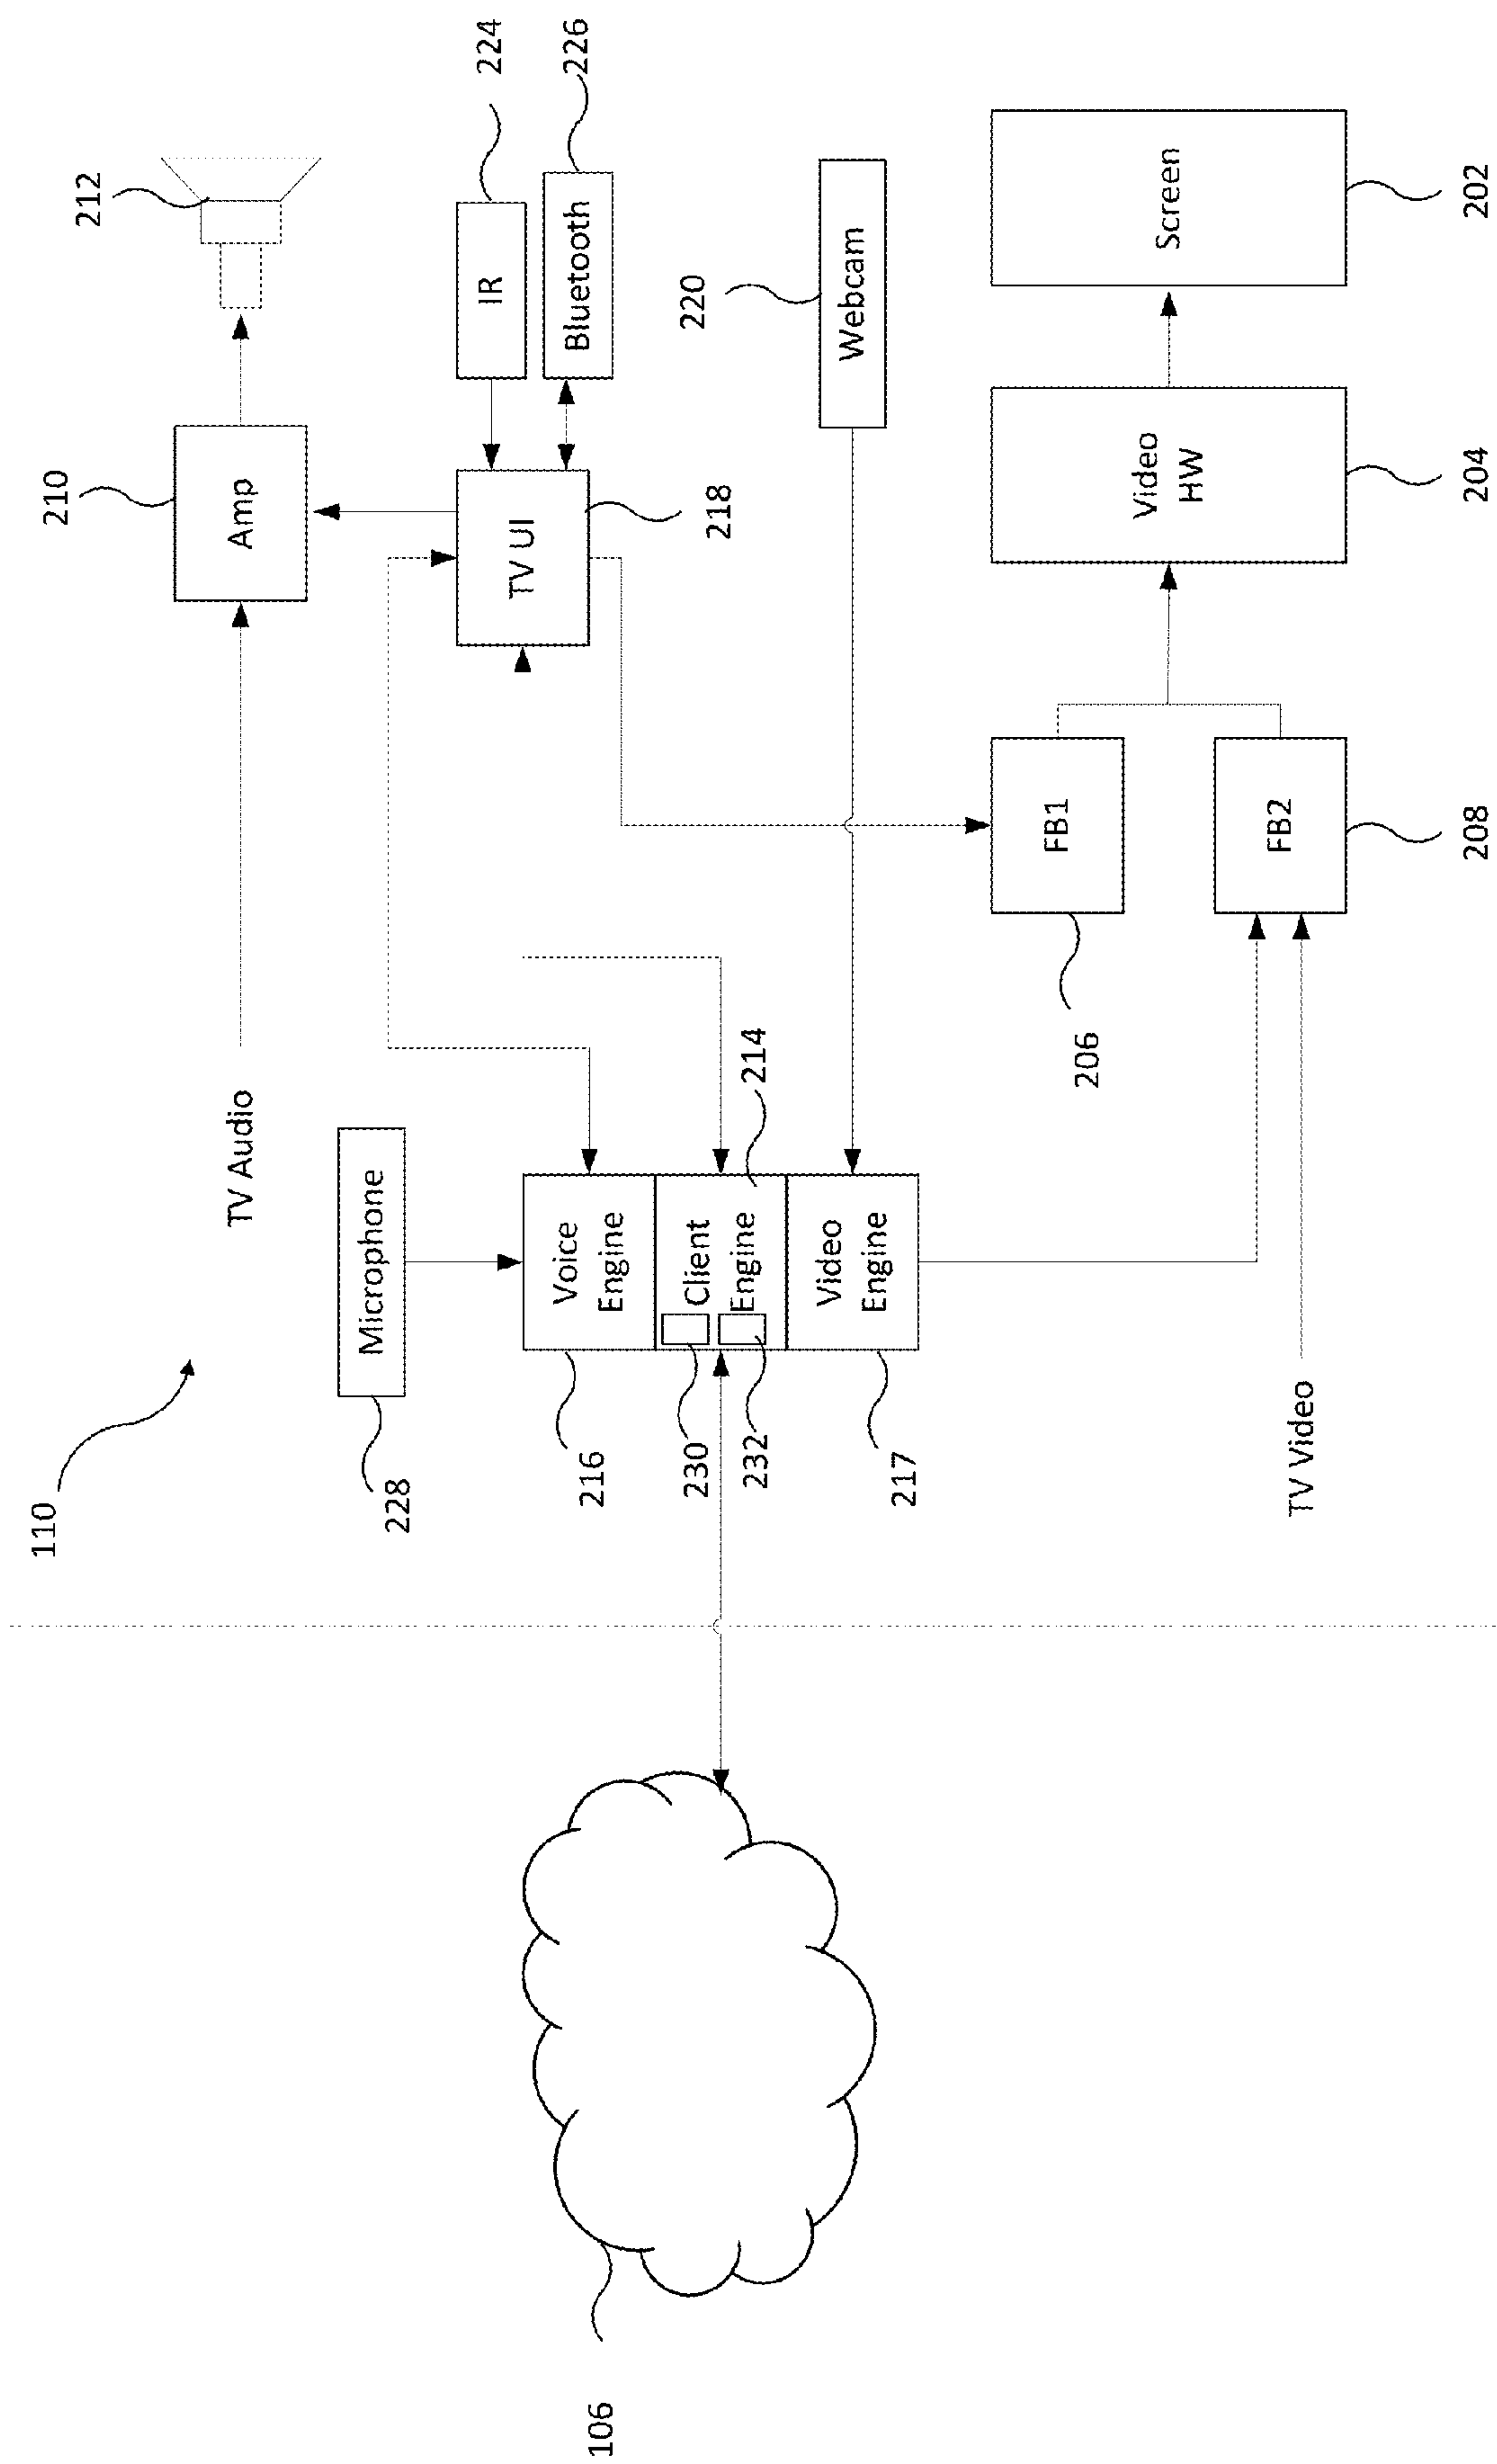 110
TV Audio
210
Amp
212
228
Microphone
TV UI
218
IR
224
Bluetooth
226
216
Voice
Engine
230
232
Client
Engine
214
217
Video
Engine
220
Webcam
106
206
FB1
FB2
208
Video
HW
204
Screen
202
TV Video